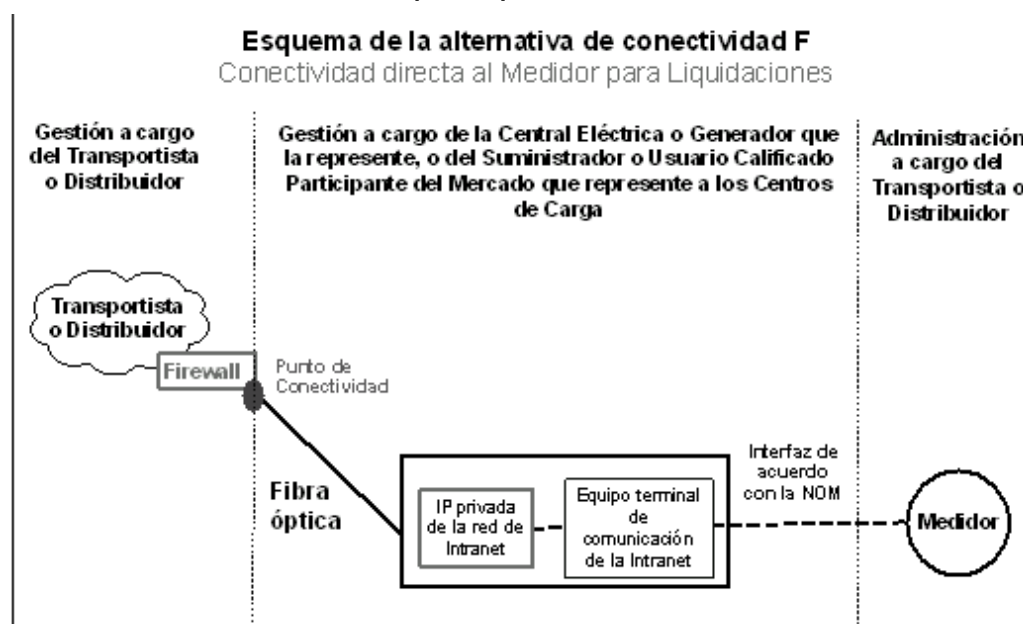 Esquema de la alternativa de conectividad F
Conectividad directa al Medidor para Liquidaciones
Gestión a cargo
del Transportista
o Distribuidor
Gestión a cargo de la Central Eléctrica o Generador que
la represente, o del Suministrador o Usuario Calificado
Participante del Mercado que represente a los Centros
de Carga
Administración
a cargo del
Transportista o
Distribuidor
Transportista
o Distribuidor
Firewall
Punto de
Conectividad
Fibra
óptica
IP privada
de la red de
Intranet
Equipo terminal
de
comunicación
de la Intranet
Interfaz de
acuerdo
con la NOM
Medidor